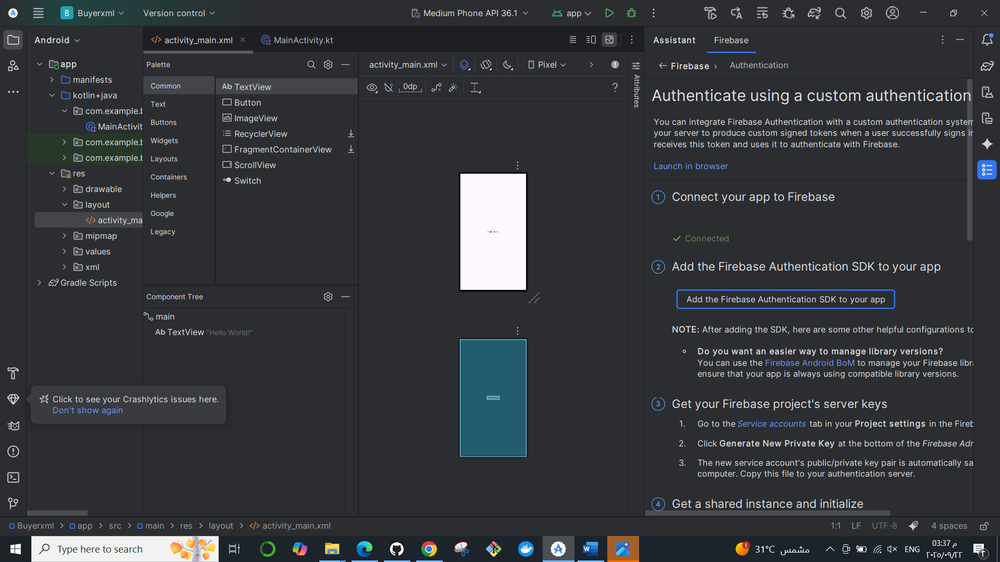 B Buyerxml
Version control
Medium Phone API 36.1
app
Android
activity_main.xml
MainActivity.kt
Assistant
Firebase
app
manifests
kotlin+java
com.example.b
MainActivit
com.example.b
com.example.b
res
drawable
layout
activity_ma
mipmap
values
xml
Gradle Scripts
Palette
Common
Text
Buttons
Widgets
Layouts
Containers
Helpers
Google
Legacy
Ab TextView
Button
ImageView
RecyclerView
FragmentContainerView
ScrollView
Switch
Component Tree
main
Ab TextView "Hello World!"
activity_main.xml
Pixel
0dp
?
Attributes
Firebase › Authentication
Authenticate using a custom authentication
You can integrate Firebase Authentication with a custom authentication system
your server to produce custom signed tokens when a user successfully signs in
receives this token and uses it to authenticate with Firebase.
Launch in browser
1 Connect your app to Firebase
Connected
2 Add the Firebase Authentication SDK to your app
Add the Firebase Authentication SDK to your app
NOTE: After adding the SDK, here are some other helpful configurations to
Do you want an easier way to manage library versions?
You can use the Firebase Android BoM to manage your Firebase libra
ensure that your app is always using compatible library versions.
3 Get your Firebase project's server keys
1. Go to the Service accounts tab in your Project settings in the Fireb
2. Click Generate New Private Key at the bottom of the Firebase Adm
3. The new service account's public/private key pair is automatically sa
computer. Copy this file to your authentication server.
4 Get a shared instance and initialize
Click to see your Crashlytics issues here.
Don't show again
Buyerxml > app > src > main > res > layout > activity_main.xml
1:1 LF UTF-8 4 spaces
Type here to search
31°C مشمس
ENG
03:37 م
٢٠٢٥/٠٩/٢٢
٢